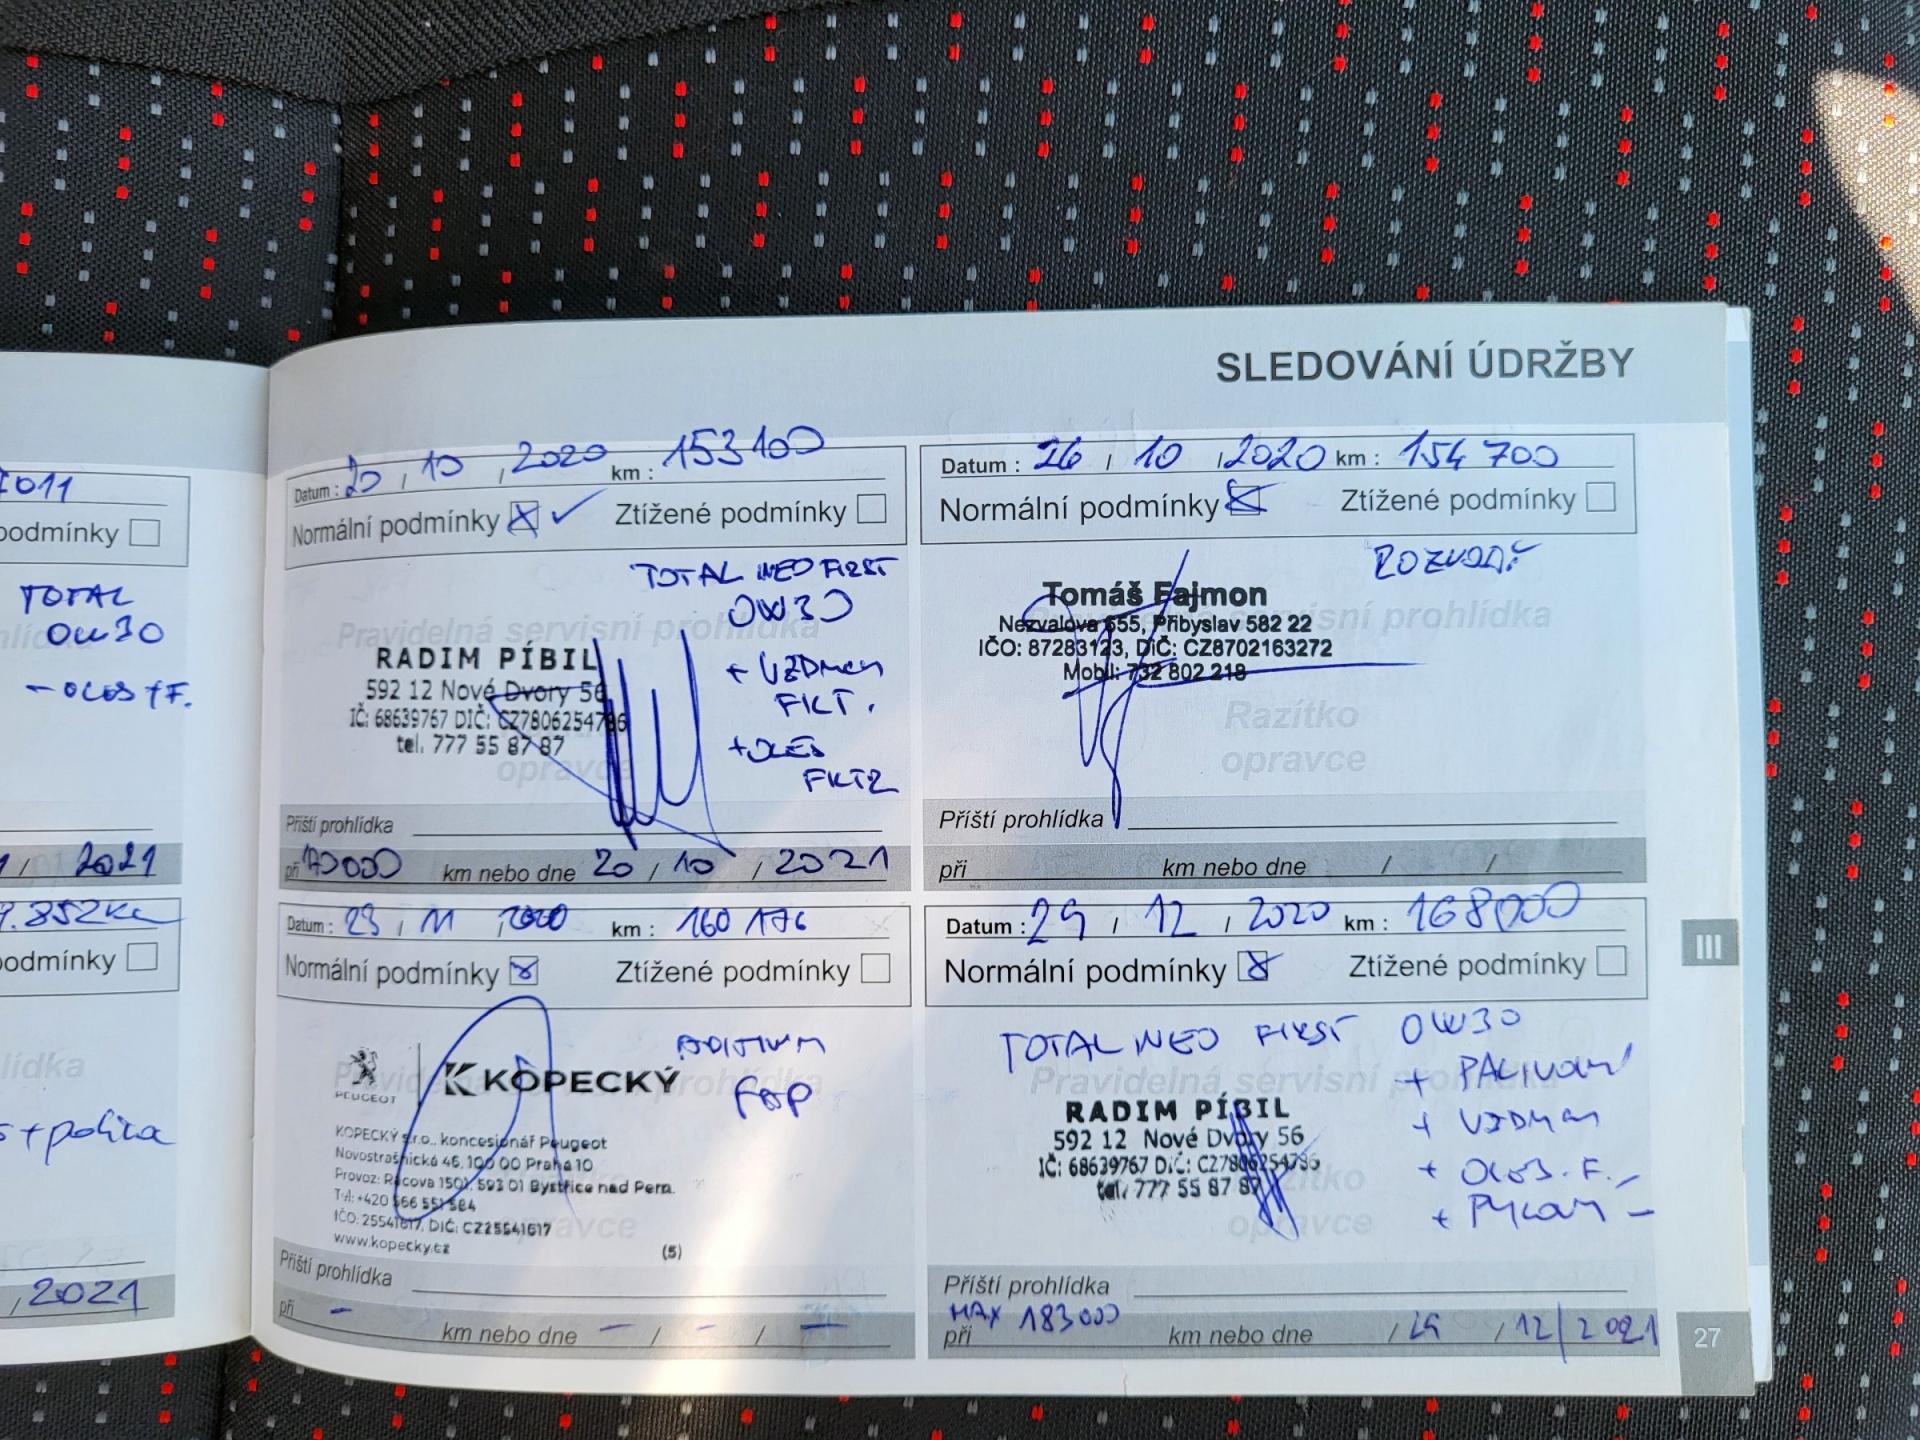 SLEDOVÁNÍ ÚDRŽBY
7011
podmínky
TOTAL
0W30
/ 2021
podmínky
/ 2021
Datum : 20 / 10 / 2020 km : 153100
Normální podmínky X ✓ Ztížené podmínky
TOTAL NEO FIRST
0W30
Pravidelná servisní prohlídka
RADIM PÍBIL
592 12 Nové Dvory 56
IČ: 68639767 DIČ: CZ7806254786
tel. 777 55 87 87
opravce
+ VZDUCH
FILT.
+ OLEJ
FILTR
Příští prohlídka
při 170000 km nebo dne 20 / 10 / 2021
Datum : 26 / 10 / 2020 km : 154 700
Normální podmínky X Ztížené podmínky
ROZVODY
Tomáš Fajmon
Nezvalova 655, Přibyslav 582 22
IČO: 87283123, DIČ: CZ8702163272
Mobil: 732 802 218
servisní prohlídka
Razítko
opravce
Příští prohlídka
při km nebo dne / /
Datum : 23 / 11 / 2020 km : 160 176
Normální podmínky X Ztížené podmínky
ADITIVUM
FAP
PEUGEOT
KOPECKÝ
KOPECKÝ s.r.o., koncesionář Peugeot
Novostrašnická 46, 100 00 Praha 10
Provoz: Rácova 1501, 593 01 Bystřice nad Pern.
Tel: +420 566 551 584
IČO: 25541617, DIČ: CZ25541617
www.kopecky.cz
(5)
opravce
Příští prohlídka
při – km nebo dne – / – / –
Datum : 29 / 12 / 2020 km : 168000
Normální podmínky X Ztížené podmínky
TOTAL NEO FIRST 0W30
Pravidelná servisní prohlídka
+ PALIVOVÝ
RADIM PÍBIL
592 12 Nové Dvory 56
IČ: 68639767 DIČ: CZ7806254786
tel. 777 55 87 87
Razítko
opravce
+ VZDUCH
+ OLEJ. F.
+ PYLOVÝ –
Příští prohlídka
MAX 183000
při km nebo dne / 29 / 12 / 2021
III
27